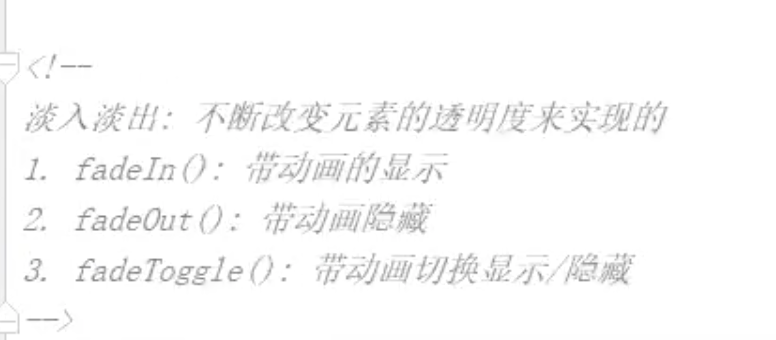 <!--
淡入淡出: 不断改变元素的透明度来实现的
1. fadeIn(): 带动画的显示
2. fadeOut(): 带动画隐藏
3. fadeToggle(): 带动画切换显示/隐藏
-->